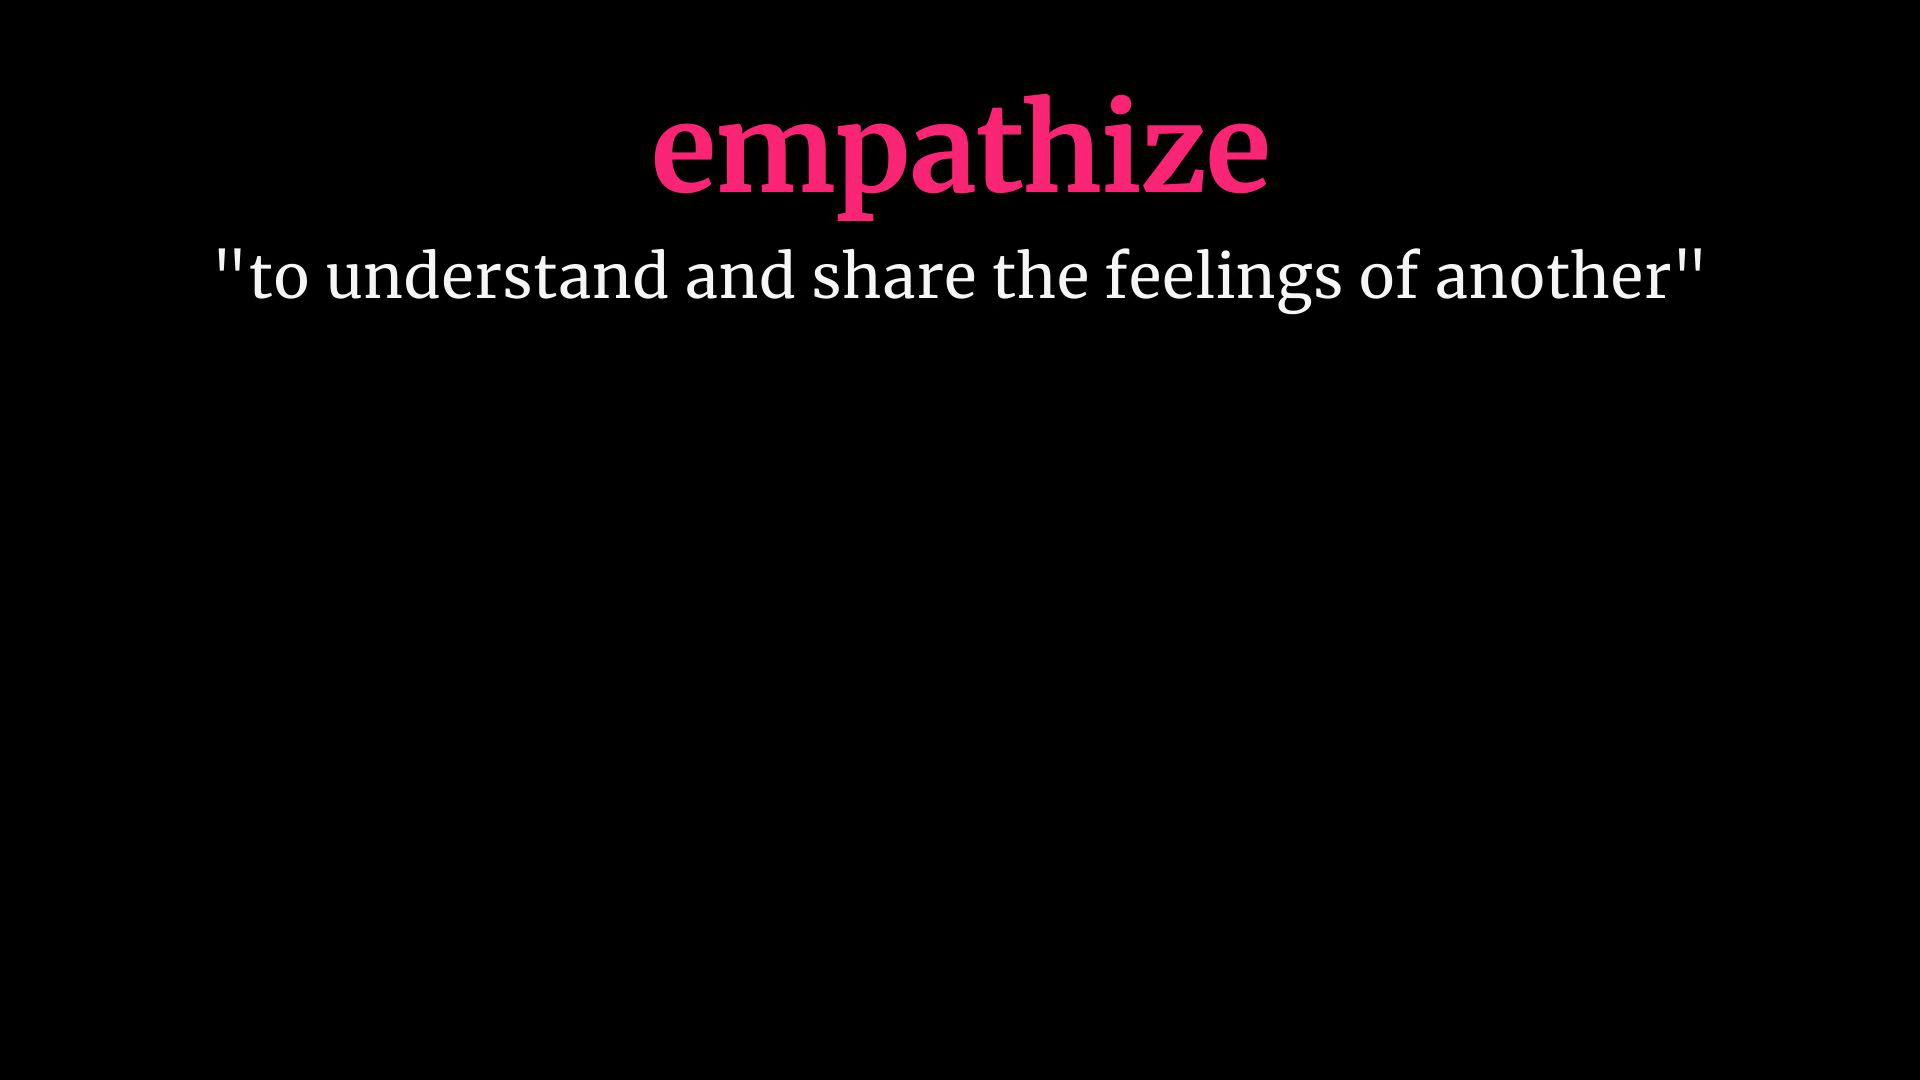 empathize
"to understand and share the feelings of another"